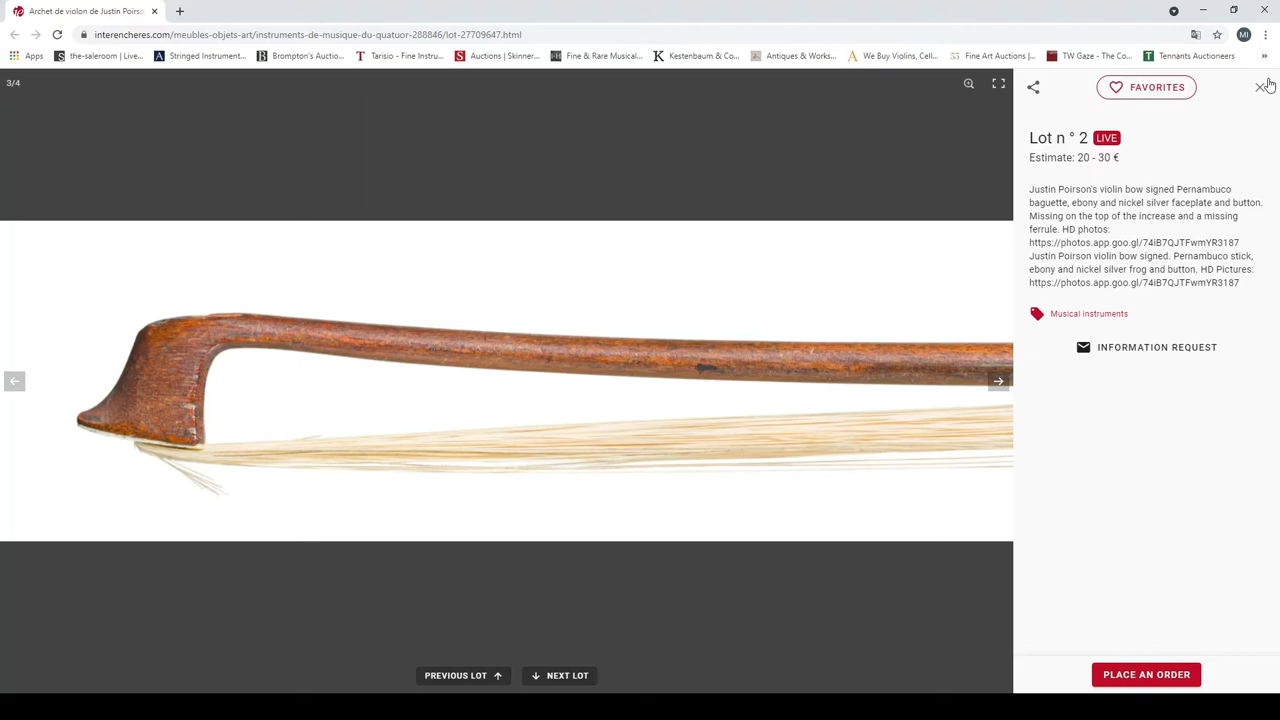 Archet de violon de Justin Poirso
interencheres.com/meubles-objets-art/instruments-de-musique-du-quatuor-288846/lot-27709647.html
MI
Apps
the-saleroom | Live...
Stringed Instrument...
Brompton's Auctio...
Tarisio - Fine Instru...
Auctions | Skinner...
Fine & Rare Musical...
Kestenbaum & Co...
Antiques & Works...
We Buy Violins, Cell...
Fine Art Auctions |...
TW Gaze - The Co...
Tennants Auctioneers
»
3/4
FAVORITES
Lot n ° 2 LIVE
Estimate: 20 - 30 €
Justin Poirson's violin bow signed Pernambuco
baguette, ebony and nickel silver faceplate and button.
Missing on the top of the increase and a missing
ferrule. HD photos:
https://photos.app.goo.gl/74iB7QJTFwmYR3187
Justin Poirson violin bow signed. Pernambuco stick,
ebony and nickel silver frog and button. HD Pictures:
https://photos.app.goo.gl/74iB7QJTFwmYR3187
Musical instruments
INFORMATION REQUEST
PREVIOUS LOT
NEXT LOT
PLACE AN ORDER